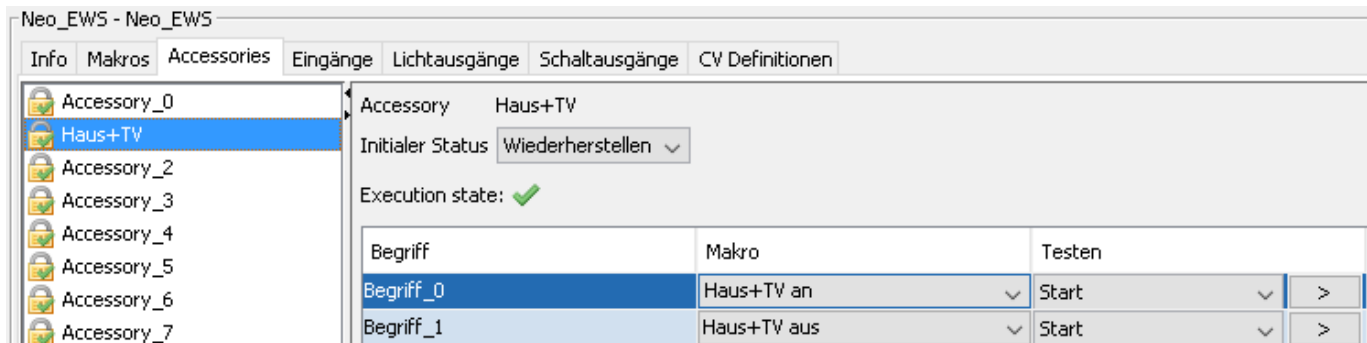 Neo_EWS - Neo_EWS
Info Makros Accessories Eingänge Lichtausgänge Schaltausgänge CV Definitionen
Accessory_0
Haus+TV
Accessory_2
Accessory_3
Accessory_4
Accessory_5
Accessory_6
Accessory_7
Accessory Haus+TV
Initialer Status Wiederherstellen
Execution state:
Begriff Makro Testen
Begriff_0 Haus+TV an Start >
Begriff_1 Haus+TV aus Start >